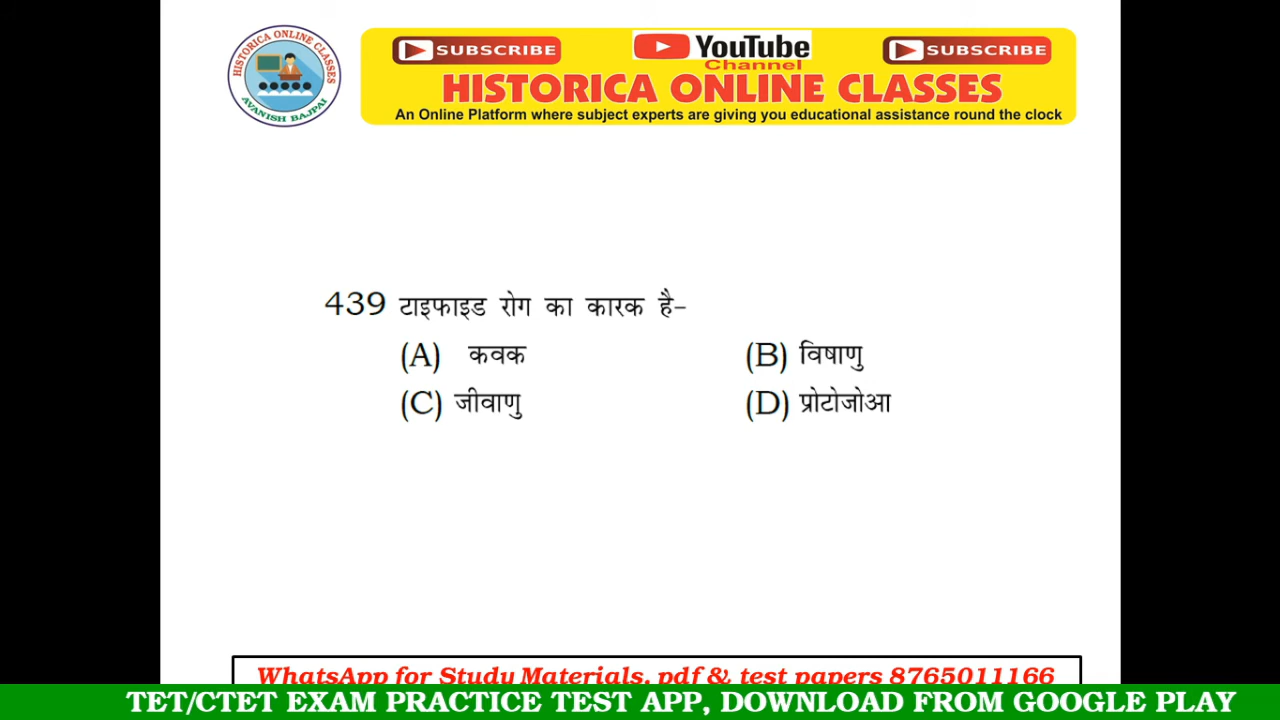 HISTORICA ONLINE CLASSES
AVANISH BAJPAI
SUBSCRIBE
YouTube
Channel
SUBSCRIBE
HISTORICA ONLINE CLASSES
An Online Platform where subject experts are giving you educational assistance round the clock
439 टाइफाइड रोग का कारक है-
(A) कवक (B) विषाणु
(C) जीवाणु (D) प्रोटोजोआ
WhatsApp for Study Materials, pdf & test papers 8765011166
TET/CTET EXAM PRACTICE TEST APP, DOWNLOAD FROM GOOGLE PLAY